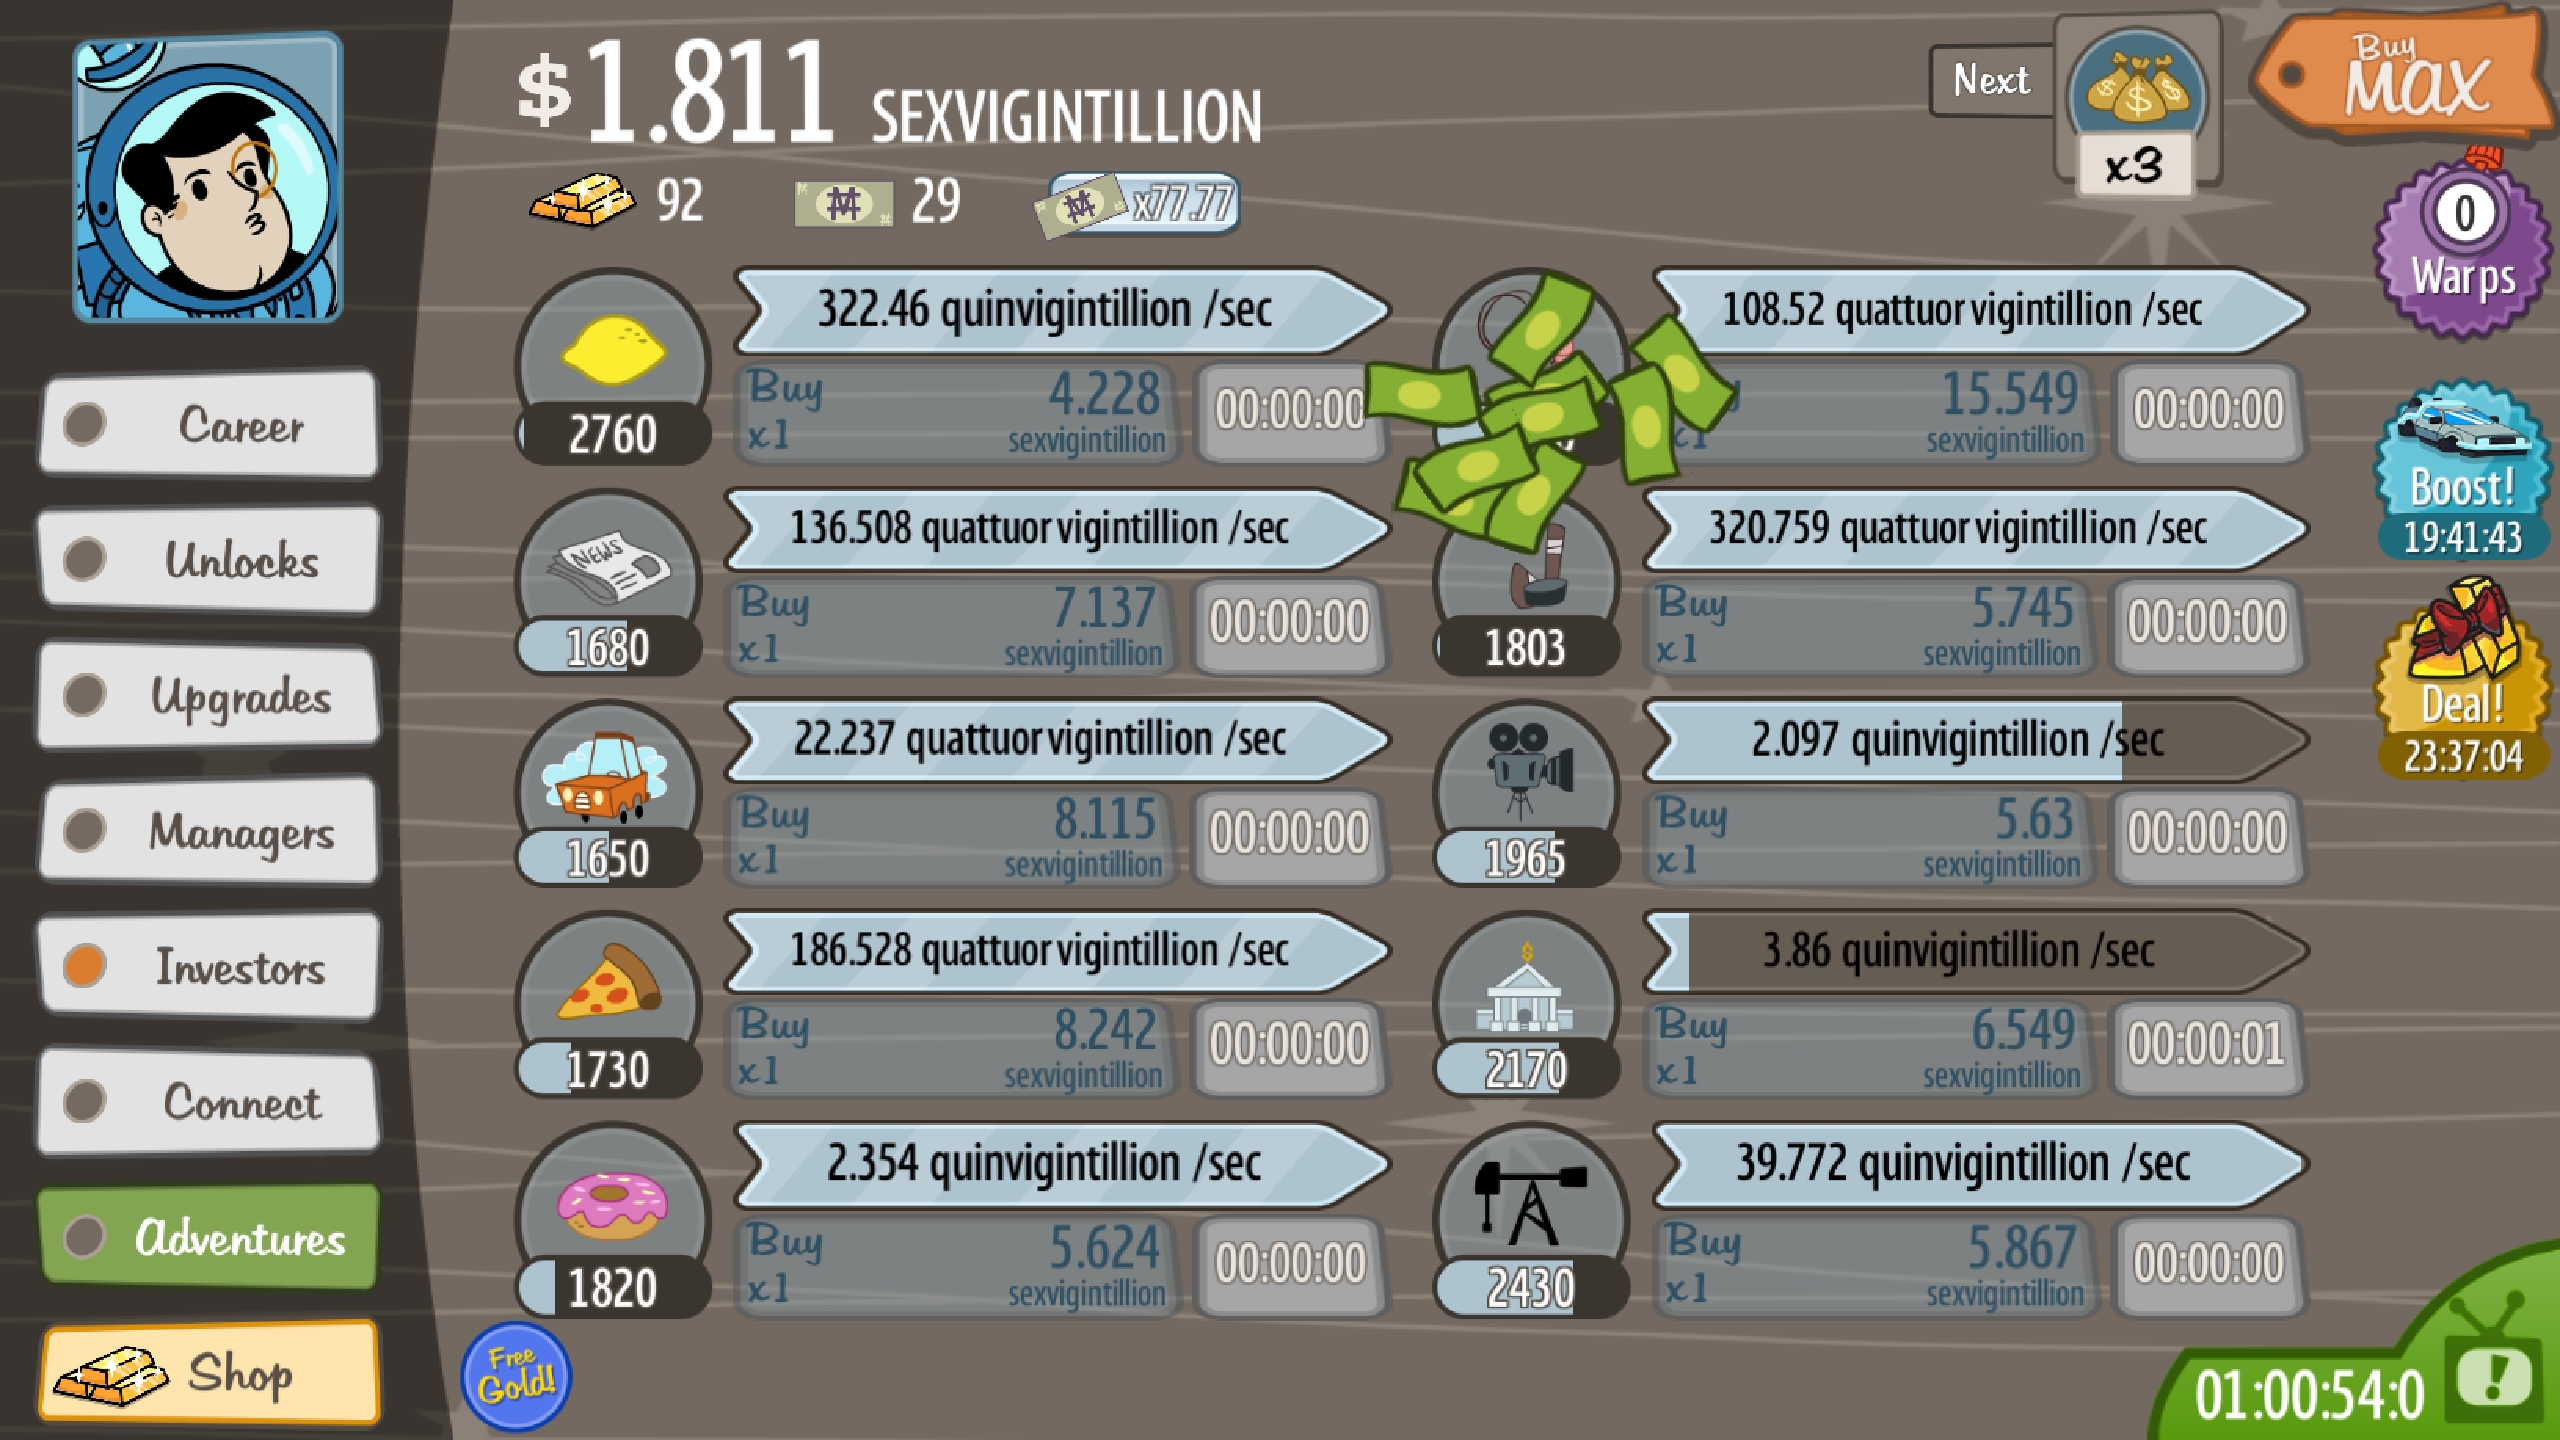 $1.811 SEXVIGINTILLION
Next
x3
Buy
MAX
92
29
x77.77
0
Warps
322.46 quinvigintillion /sec
2760
Buy
x1
4.228
sexvigintillion
00:00:00
108.52 quattuorvigintillion /sec
15.549
sexvigintillion
00:00:00
Career
Boost!
19:41:43
Unlocks
NEWS
136.508 quattuorvigintillion /sec
1680
Buy
x1
7.137
sexvigintillion
00:00:00
320.759 quattuorvigintillion /sec
1803
Buy
x1
5.745
sexvigintillion
00:00:00
Upgrades
Deal!
23:37:04
22.237 quattuorvigintillion /sec
1650
Buy
x1
8.115
sexvigintillion
00:00:00
2.097 quinvigintillion /sec
1965
Buy
x1
5.63
sexvigintillion
00:00:00
Managers
Investors
186.528 quattuorvigintillion /sec
1730
Buy
x1
8.242
sexvigintillion
00:00:00
3.86 quinvigintillion /sec
2170
Buy
x1
6.549
sexvigintillion
00:00:01
Connect
Adventures
2.354 quinvigintillion /sec
1820
Buy
x1
5.624
sexvigintillion
00:00:00
39.772 quinvigintillion /sec
2430
Buy
x1
5.867
sexvigintillion
00:00:00
Shop
Free
Gold!
01:00:54:0
!